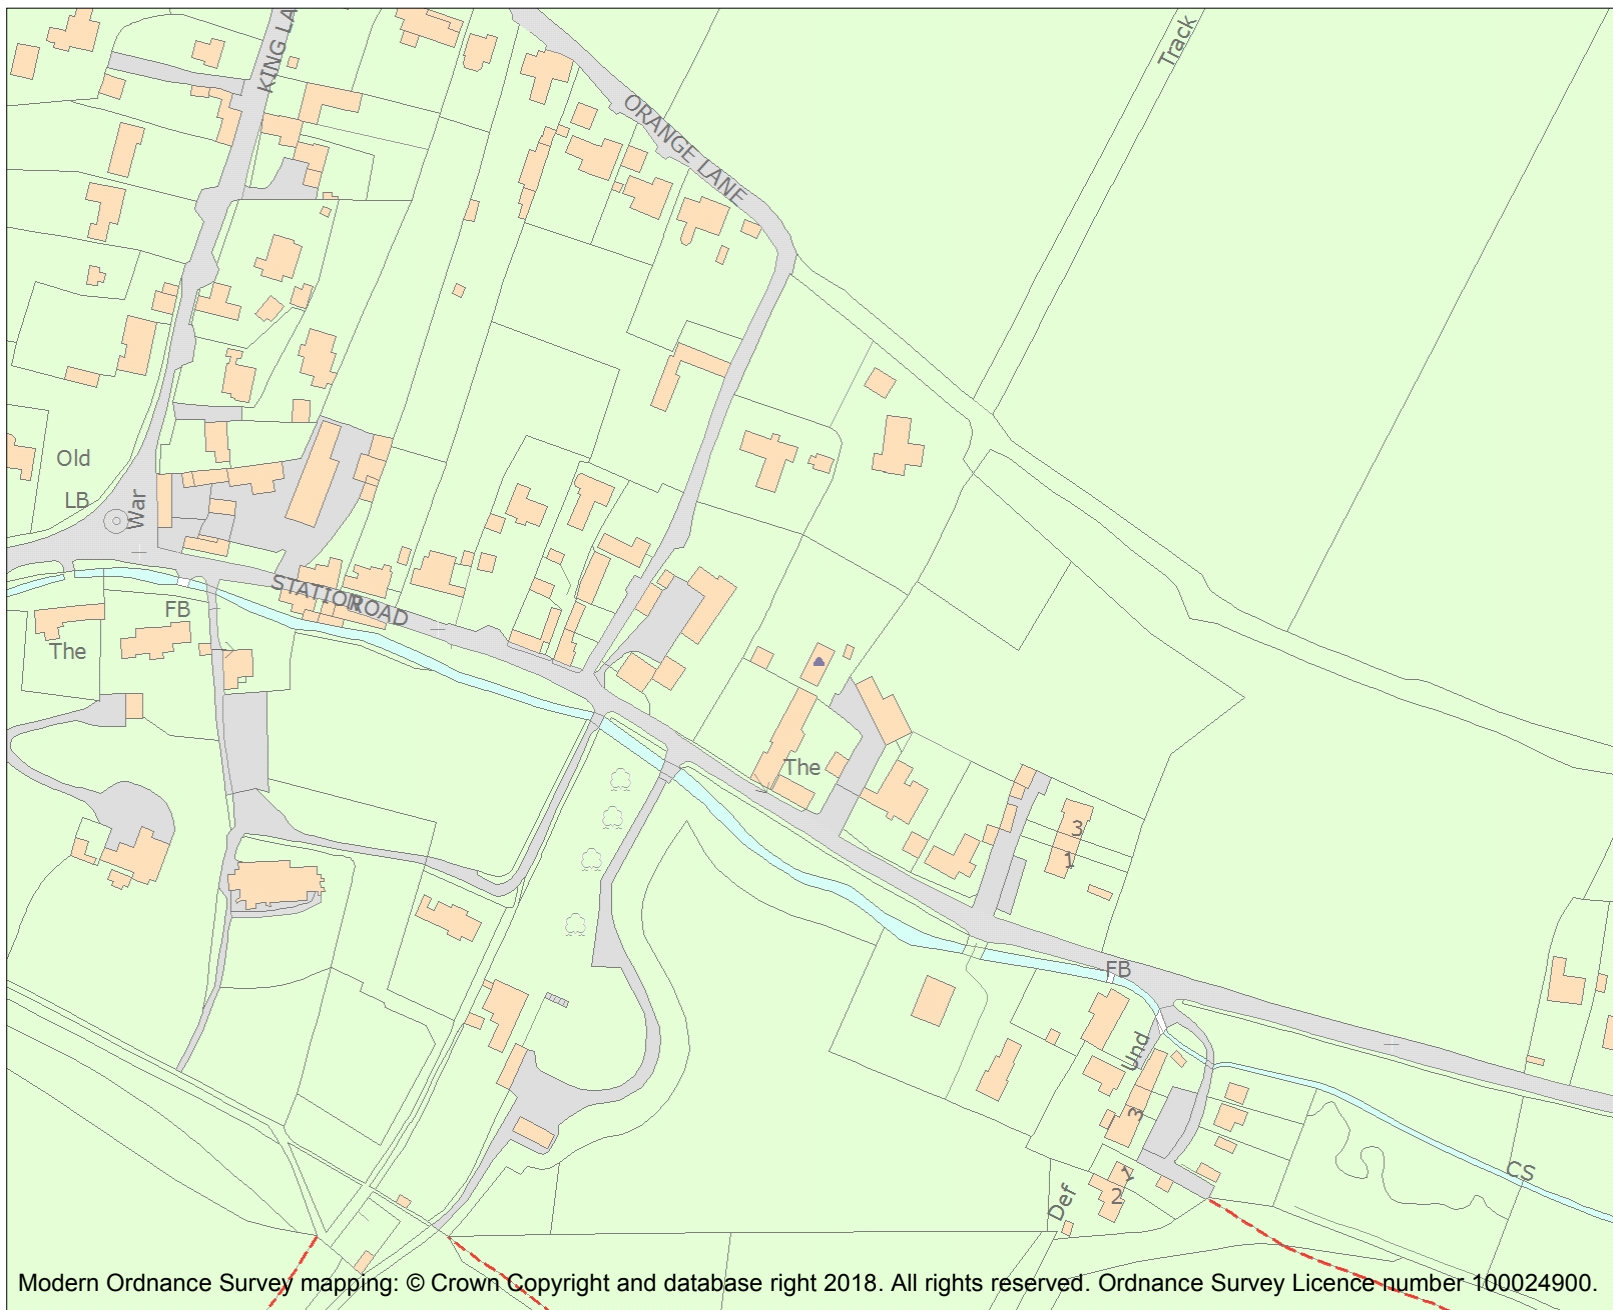 KING LA
ORANGE LANE
Track
Old
LB
War
STATION ROAD
FB
The
The
3
1
FB
Und
3
1
2
Def
CS
Modern Ordnance Survey mapping: © Crown Copyright and database right 2018. All rights reserved. Ordnance Survey Licence number 100024900.